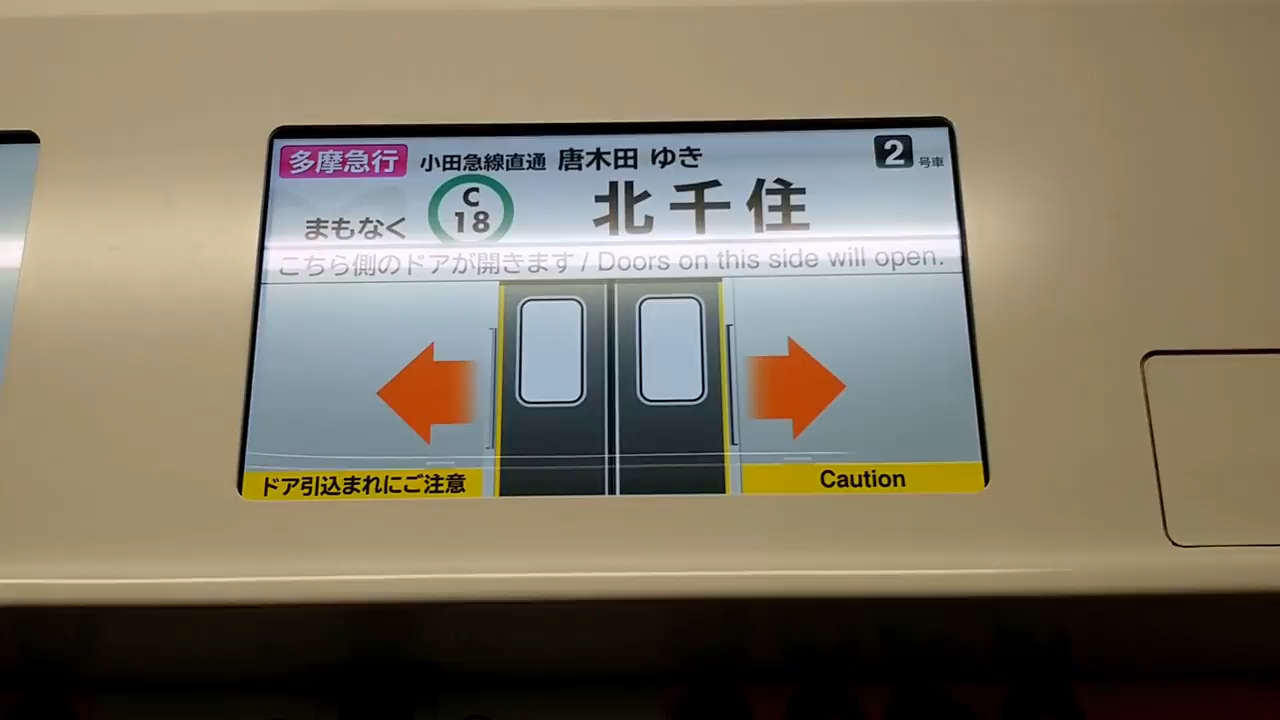 多摩急行 小田急線直通 唐木田 ゆき 2 号車
まもなく C 18 北千住
こちら側のドアが開きます / Doors on this side will open.
ドア引込まれにご注意 Caution